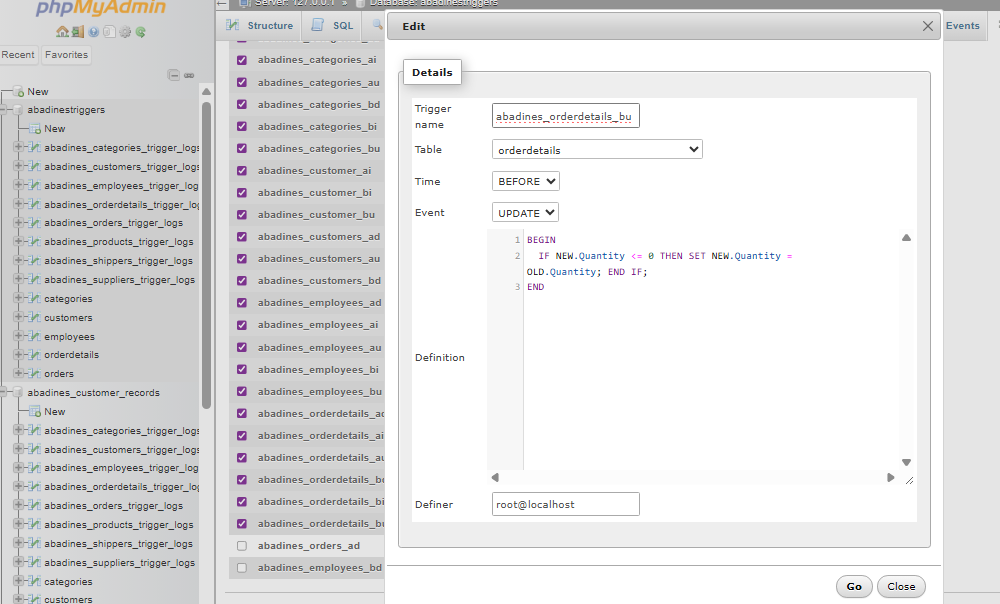 phpMyAdmin
Recent
Favorites
New
abadinestriggers
New
abadines_categories_trigger_logs
abadines_customers_trigger_logs
abadines_employees_trigger_log
abadines_orderdetails_trigger_lo
abadines_orders_trigger_logs
abadines_products_trigger_logs
abadines_shippers_trigger_logs
abadines_suppliers_trigger_logs
categories
customers
employees
orderdetails
orders
abadines_customer_records
New
abadines_categories_trigger_logs
abadines_customers_trigger_logs
abadines_employees_trigger_log
abadines_orderdetails_trigger_lo
abadines_orders_trigger_logs
abadines_products_trigger_logs
abadines_shippers_trigger_logs
abadines_suppliers_trigger_logs
categories
customers
Server: 127.0.0.1 » Database: abadinestriggers
Structure
SQL
Events
abadines_categories_ai
abadines_categories_au
abadines_categories_bd
abadines_categories_bi
abadines_categories_bu
abadines_customer_ai
abadines_customer_bi
abadines_customer_bu
abadines_customers_ad
abadines_customers_au
abadines_customers_bd
abadines_employees_ad
abadines_employees_ai
abadines_employees_au
abadines_employees_bi
abadines_employees_bu
abadines_orderdetails_ad
abadines_orderdetails_ai
abadines_orderdetails_au
abadines_orderdetails_bd
abadines_orderdetails_bi
abadines_orderdetails_bu
abadines_orders_ad
abadines_employees_bd
Edit
Details
Trigger
name
abadines_orderdetails_bu
Table
orderdetails
Time
BEFORE
Event
UPDATE
Definition
1 BEGIN
2 IF NEW.Quantity <= 0 THEN SET NEW.Quantity =
OLD.Quantity; END IF;
3 END
Definer
root@localhost
Go
Close